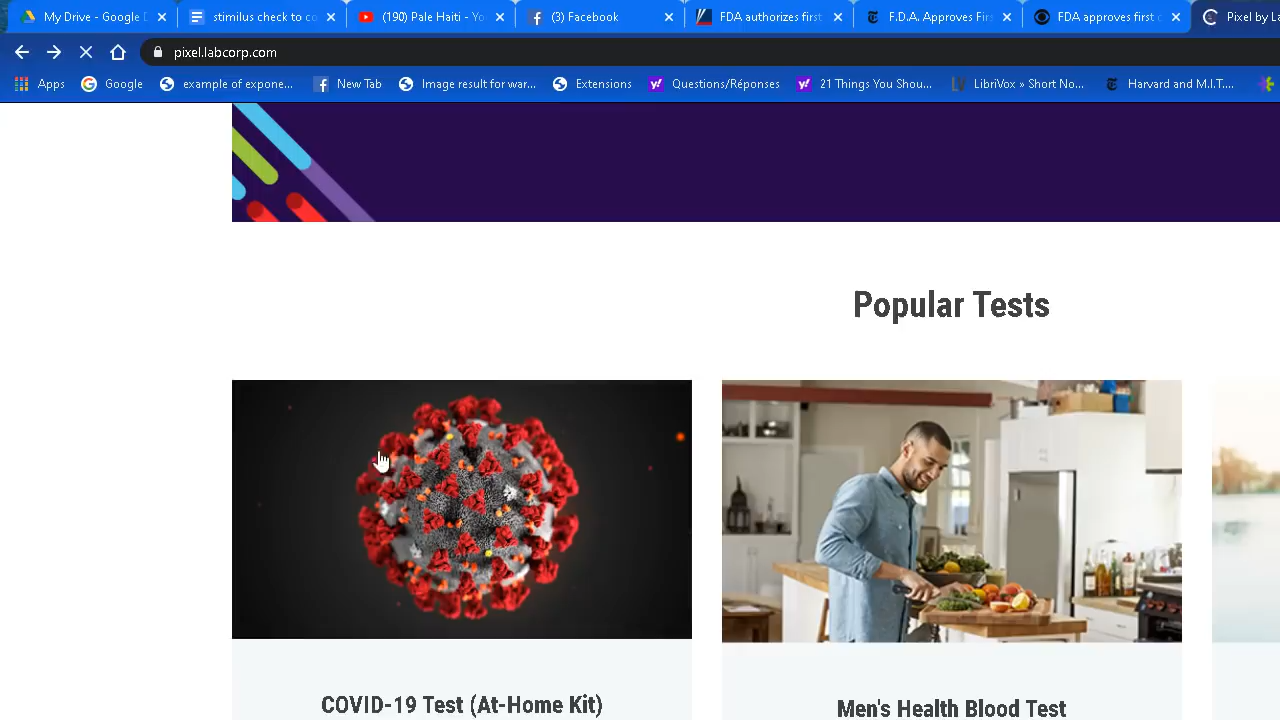 My Drive - Google D
stimilus check to co
(190) Pale Haiti - Yo
(3) Facebook
FDA authorizes first
F.D.A. Approves Firs
FDA approves first c
Pixel by La
pixel.labcorp.com
Apps
Google
example of expone...
New Tab
Image result for war...
Extensions
Questions/Réponses
21 Things You Shou...
LibriVox » Short No...
Harvard and M.I.T....
Popular Tests
COVID-19 Test (At-Home Kit)
Men's Health Blood Test